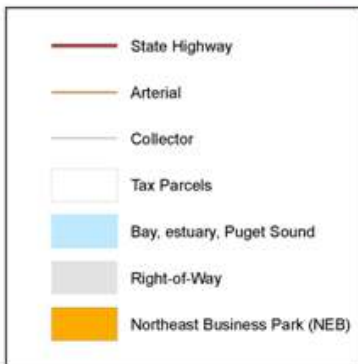 State Highway
Arterial
Collector
Tax Parcels
Bay, estuary, Puget Sound
Right-of-Way
Northeast Business Park (NEB)